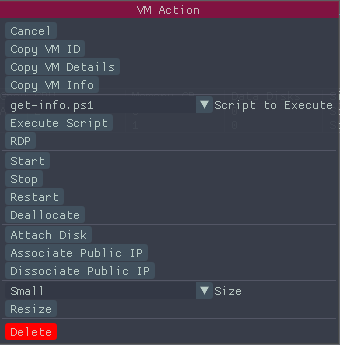 VM Action
Cancel
Copy VM ID
Copy VM Details
Copy VM Info
get-info.ps1 Script to Execute
Execute Script
RDP
Start
Stop
Restart
Deallocate
Attach Disk
Associate Public IP
Dissociate Public IP
Small Size
Resize
Delete